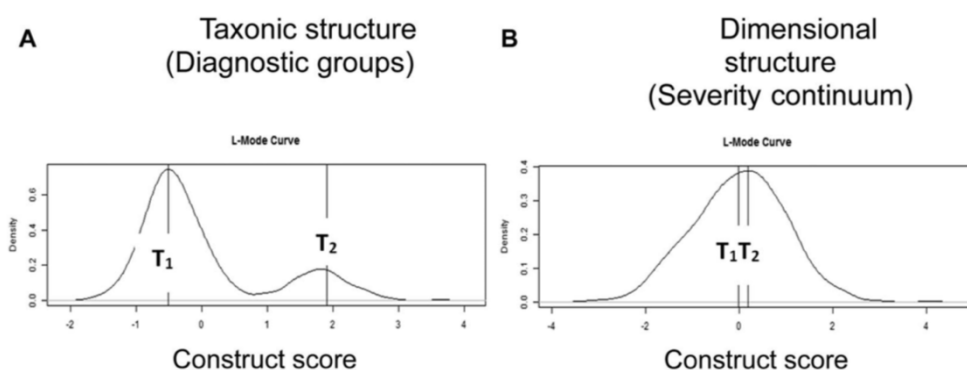 A
Taxonic structure
(Diagnostic groups)
L-Mode Curve
Density
0.0 0.2 0.4 0.6
T1
T2
-2 -1 0 1 2 3 4
Construct score
B
Dimensional
structure
(Severity continuum)
L-Mode Curve
Density
0.0 0.1 0.2 0.3 0.4
T1 T2
-4 -2 0 2 4
Construct score